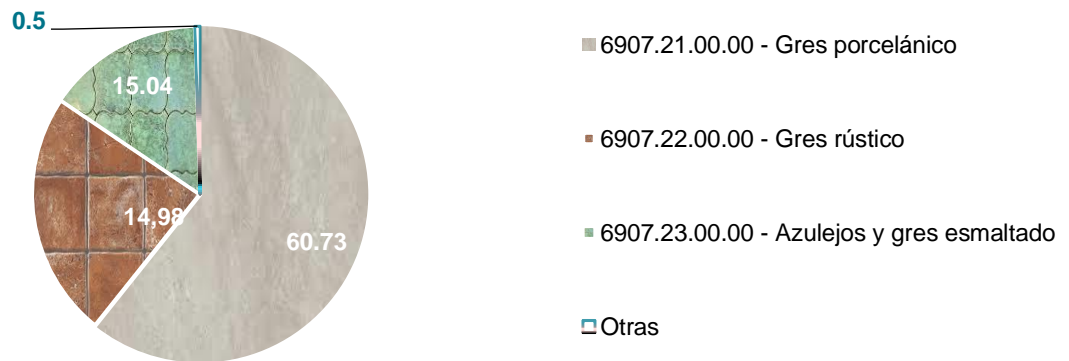 0.5
15.04
14,98
60.73
6907.21.00.00 - Gres porcelánico
6907.22.00.00 - Gres rústico
6907.23.00.00 - Azulejos y gres esmaltado
Otras